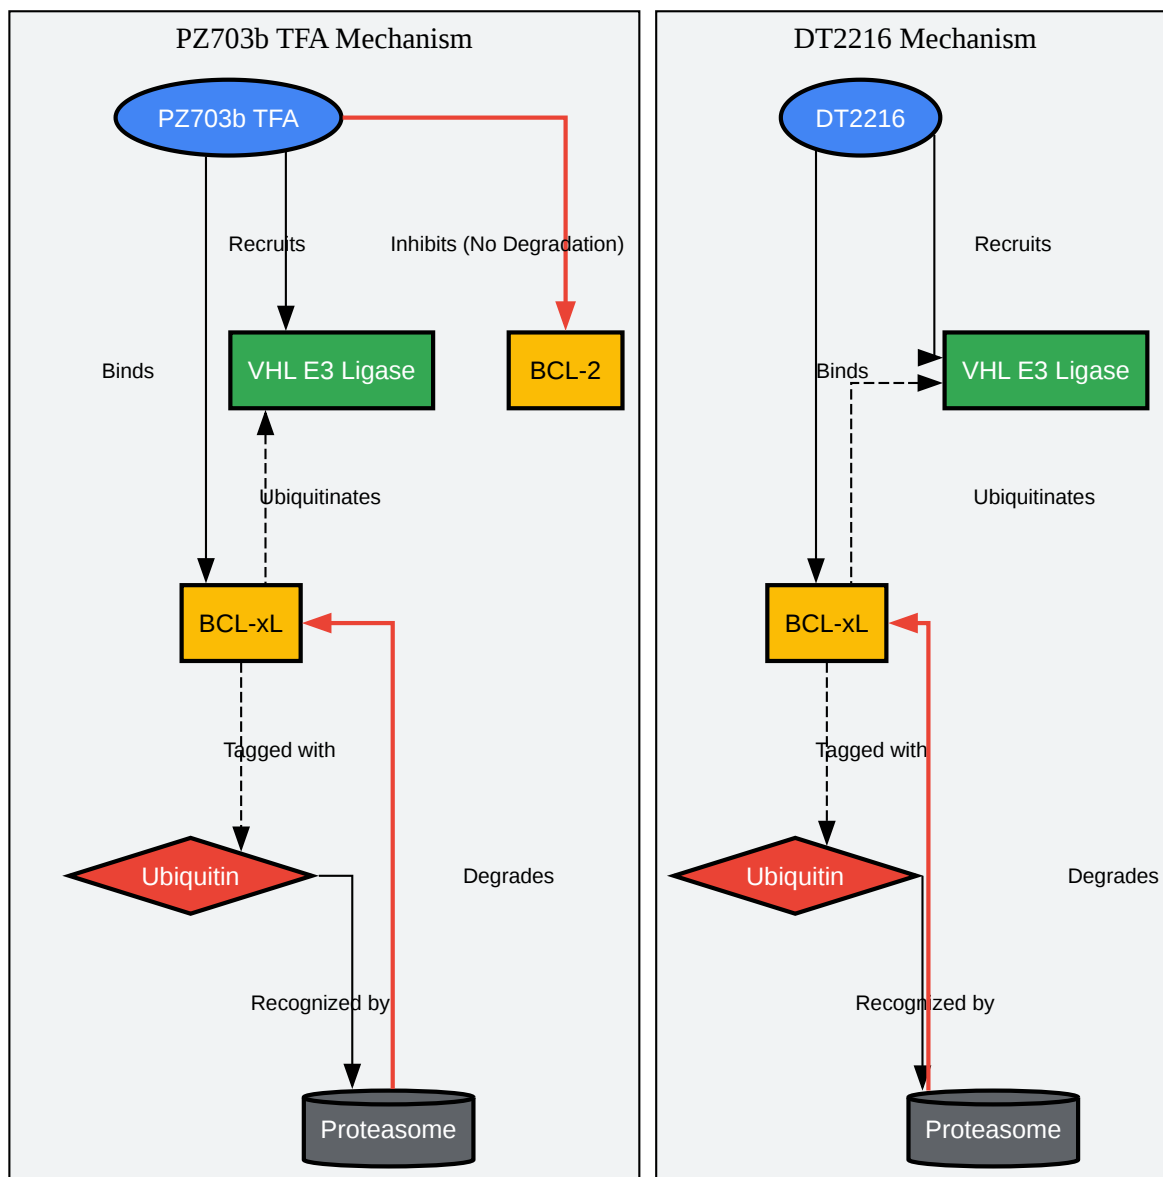 PZ703b TFA Mechanism
PZ703b TFA
Recruits
Inhibits (No Degradation)
VHL E3 Ligase
BCL-2
Binds
Ubiquitinates
BCL-xL
Tagged with
Ubiquitin
Degrades
Recognized by
Proteasome
DT2216 Mechanism
DT2216
Recruits
Binds
VHL E3 Ligase
Ubiquitinates
BCL-xL
Tagged with
Ubiquitin
Degrades
Recognized by
Proteasome